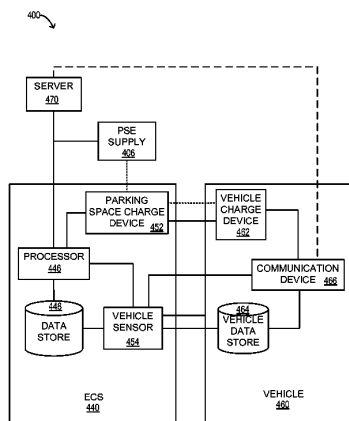 400
SERVER
470
PSE
SUPPLY
406
PARKING
SPACE CHARGE
DEVICE
452
VEHICLE
CHARGE
DEVICE
462
PROCESSOR
446
COMMUNICATION
DEVICE
466
448
DATA
STORE
VEHICLE
SENSOR
454
464
VEHICLE
DATA
STORE
ECS
440
VEHICLE
460